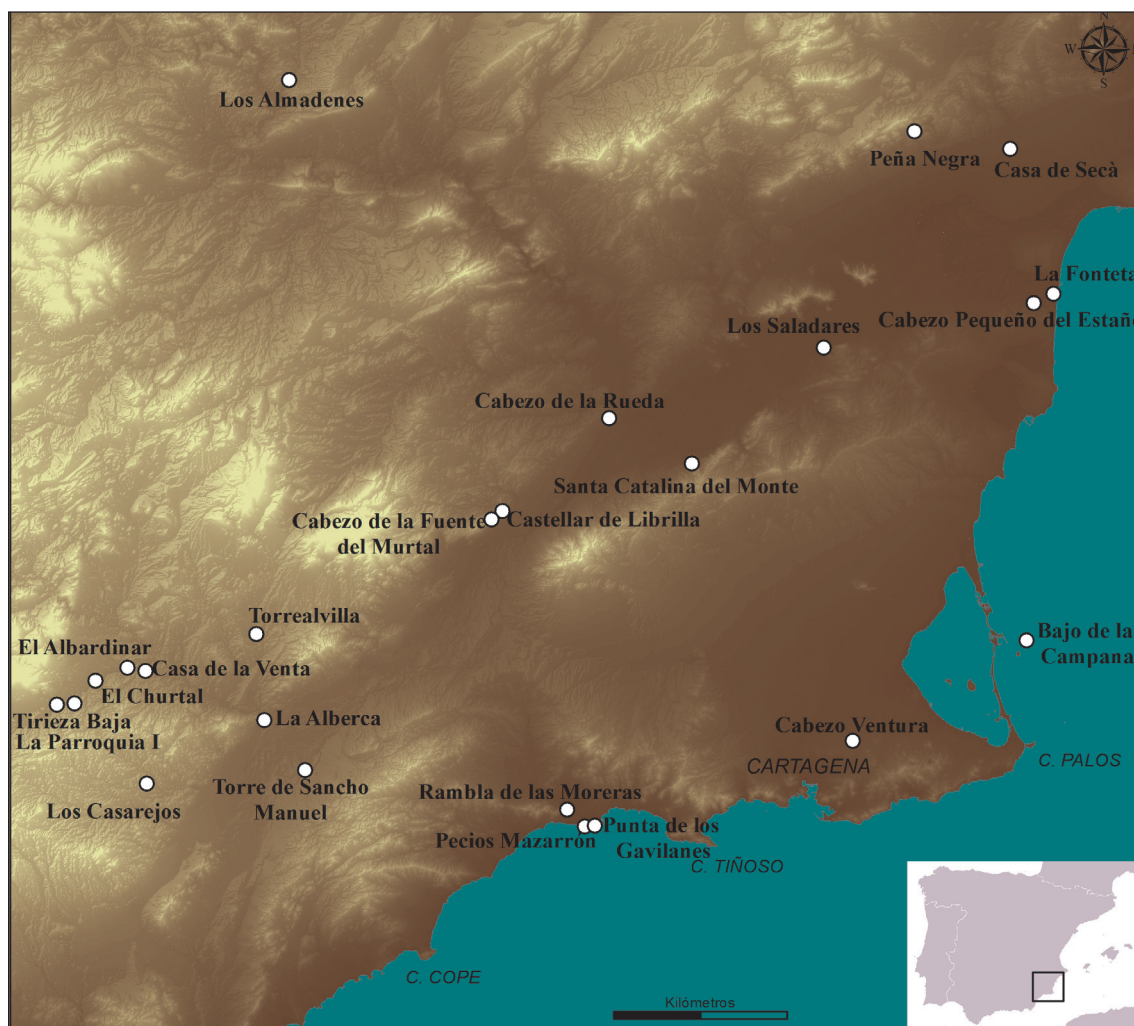 N
W
E
S
Los Almadenes
Peña Negra
Casa de Secà
La Fonteta
Cabezo Pequeño del Estaño
Los Saladares
Cabezo de la Rueda
Santa Catalina del Monte
Cabezo de la Fuente
del Murtal
Castellar de Librilla
Torrealvilla
El Albardinar
Casa de la Venta
El Churtal
Tirieza Baja
La Parroquia I
La Alberca
Bajo de la
Campana
Cabezo Ventura
CARTAGENA
C. PALOS
Los Casarejos
Torre de Sancho
Manuel
Rambla de las Moreras
Pecios Mazarrón
Punta de los
Gavilanes
C. TIÑOSO
C. COPE
Kilómetros